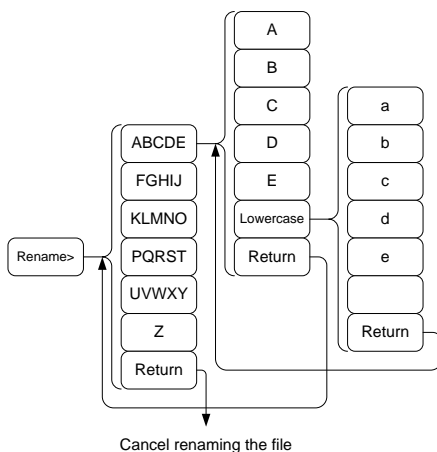 Rename>
ABCDE
FGHIJ
KLMNO
PQRST
UVWXY
Z
Return
A
B
C
D
E
Lowercase
Return
a
b
c
d
e
Return
Cancel renaming the file